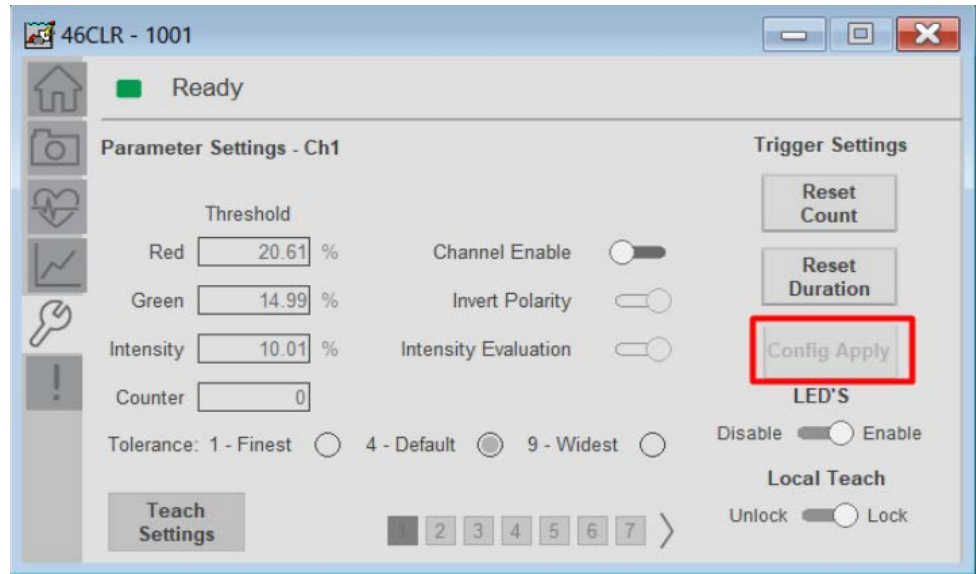 46CLR - 1001
Ready
Parameter Settings - Ch1
Threshold
Red 20.61 %
Green 14.99 %
Intensity 10.01 %
Counter 0
Channel Enable
Invert Polarity
Intensity Evaluation
Tolerance: 1 - Finest 4 - Default 9 - Widest
Teach
Settings
1 2 3 4 5 6 7
Trigger Settings
Reset
Count
Reset
Duration
Config Apply
LED'S
Disable Enable
Local Teach
Unlock Lock